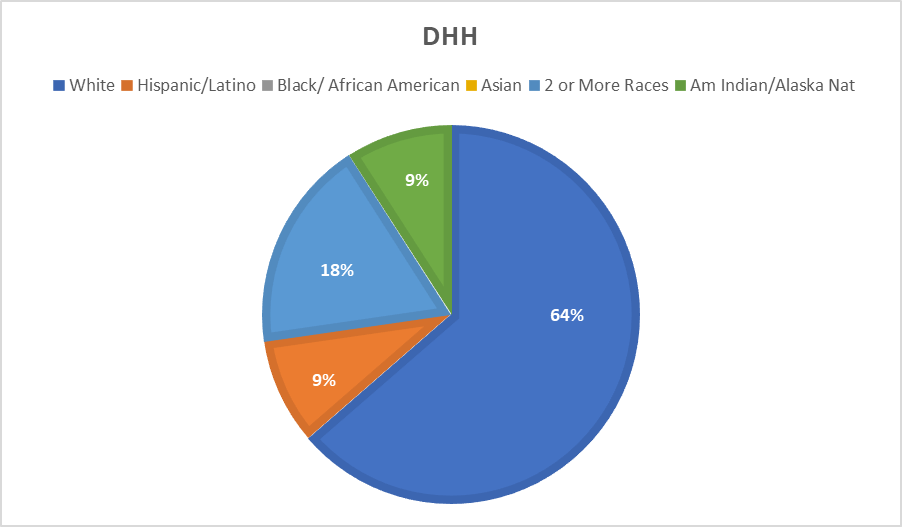 DHH
White Hispanic/Latino Black/ African American Asian 2 or More Races Am Indian/Alaska Nat
9%
18%
64%
9%